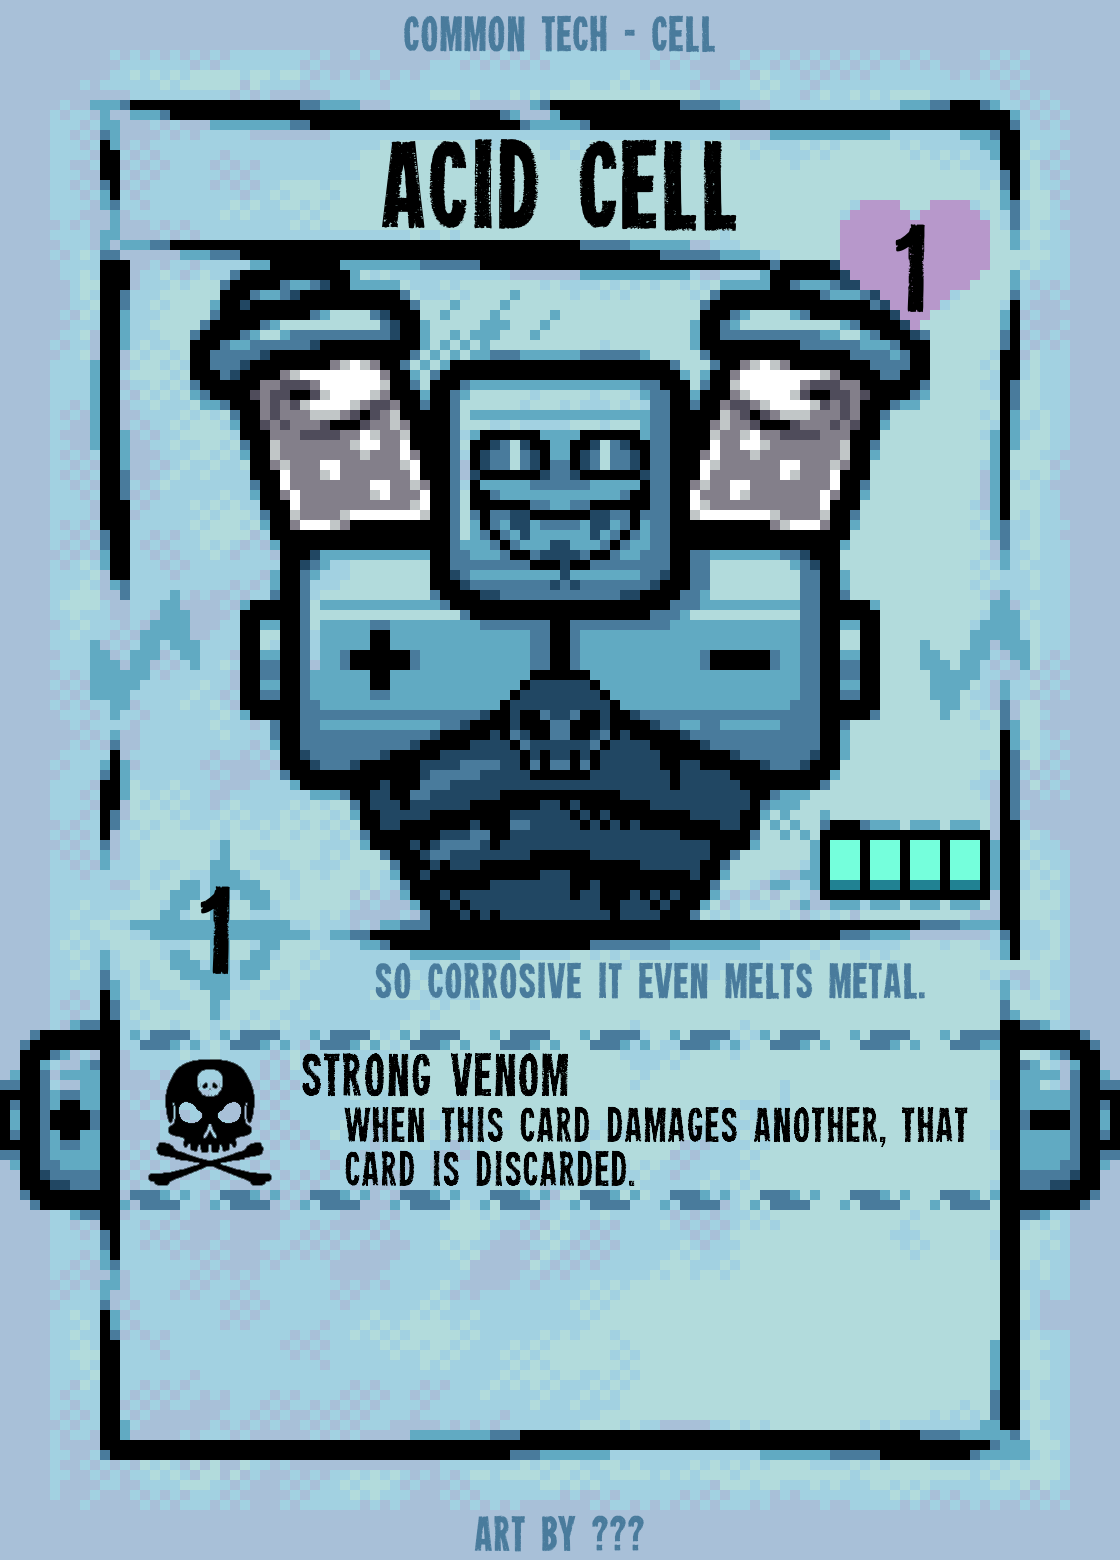 COMMON TECH - CELL
ACID CELL
1
+ -
1
SO CORROSIVE IT EVEN MELTS METAL.
STRONG VENOM
WHEN THIS CARD DAMAGES ANOTHER, THAT
CARD IS DISCARDED.
+ -
ART BY ???